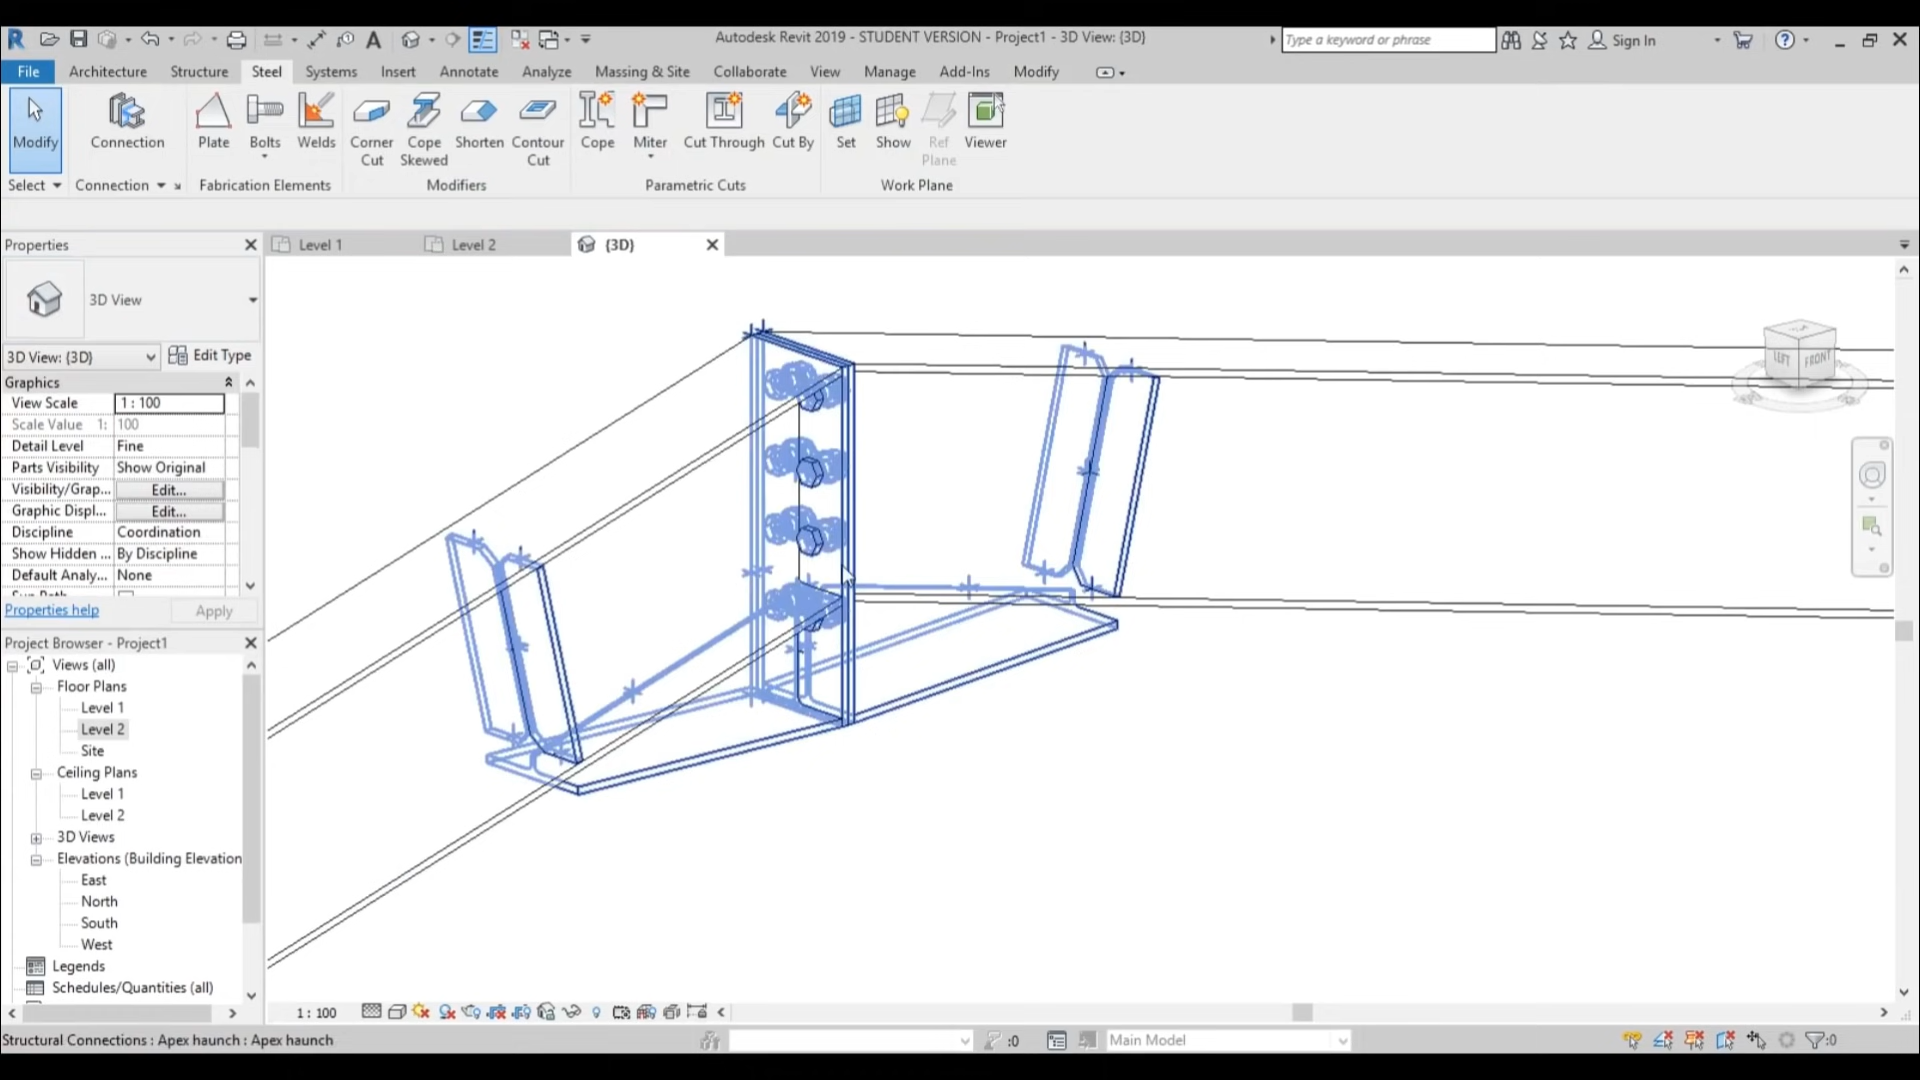 Autodesk Revit 2019 - STUDENT VERSION - Project1 - 3D View: {3D}
Type a keyword or phrase
Sign In
File Architecture Structure Steel Systems Insert Annotate Analyze Massing & Site Collaborate View Manage Add-Ins Modify
Modify
Connection
Plate Bolts Welds
Corner Cut
Cope Skewed
Shorten
Contour Cut
Cope Miter Cut Through Cut By
Set Show
Ref Plane
Viewer
Select Connection Fabrication Elements Modifiers Parametric Cuts Work Plane
Properties
Level 1 Level 2 {3D}
3D View
3D View: {3D} Edit Type
Graphics
View Scale 1 : 100
Scale Value 1: 100
Detail Level Fine
Parts Visibility Show Original
Visibility/Grap... Edit...
Graphic Displ... Edit...
Discipline Coordination
Show Hidden ... By Discipline
Default Analy... None
Properties help Apply
LEFT FRONT
Project Browser - Project1
Views (all)
Floor Plans
Level 1
Level 2
Site
Ceiling Plans
Level 1
Level 2
3D Views
Elevations (Building Elevation
East
North
South
West
Legends
Schedules/Quantities (all)
1 : 100
Structural Connections : Apex haunch : Apex haunch
:0
Main Model
:0